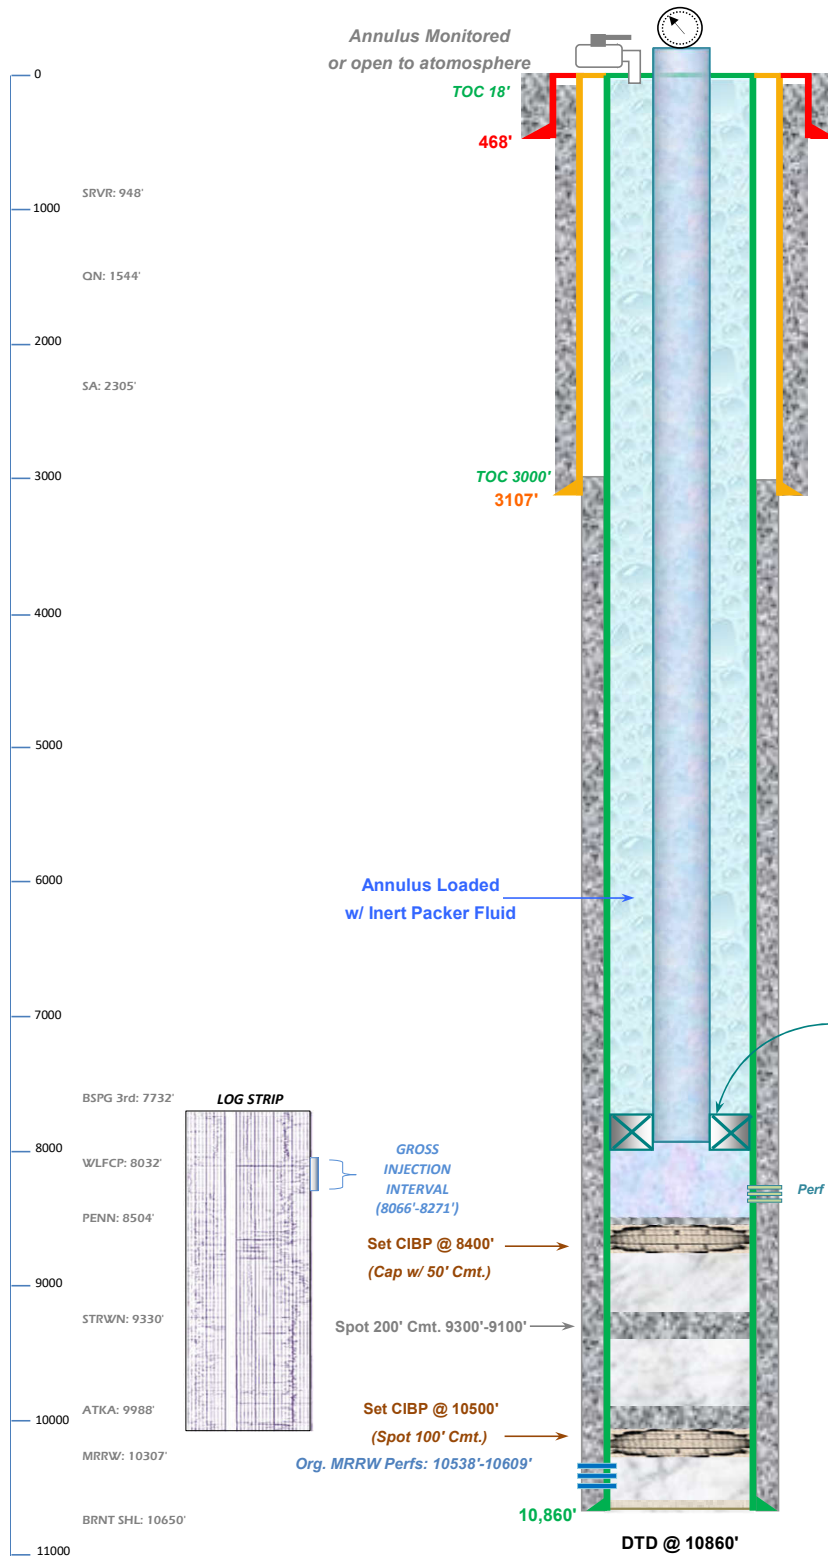 Annulus Monitored
or open to atomosphere
0
TOC 18'
468'
SRVR: 948'
1000
QN: 1544'
2000
SA: 2305'
TOC 3000'
3000
3107'
4000
5000
6000
Annulus Loaded
w/ Inert Packer Fluid
7000
BSPG 3rd: 7732'
LOG STRIP
8000
WLFCP: 8032'
GROSS
INJECTION
INTERVAL
(8066'-8271')
Perf
PENN: 8504'
Set CIBP @ 8400'
(Cap w/ 50' Cmt.)
9000
STRWN: 9330'
Spot 200' Cmt. 9300'-9100'
ATKA: 9988'
10000
Set CIBP @ 10500'
(Spot 100' Cmt.)
MRRW: 10307'
Org. MRRW Perfs: 10538'-10609'
BRNT SHL: 10650'
10,860'
DTD @ 10860'
11000